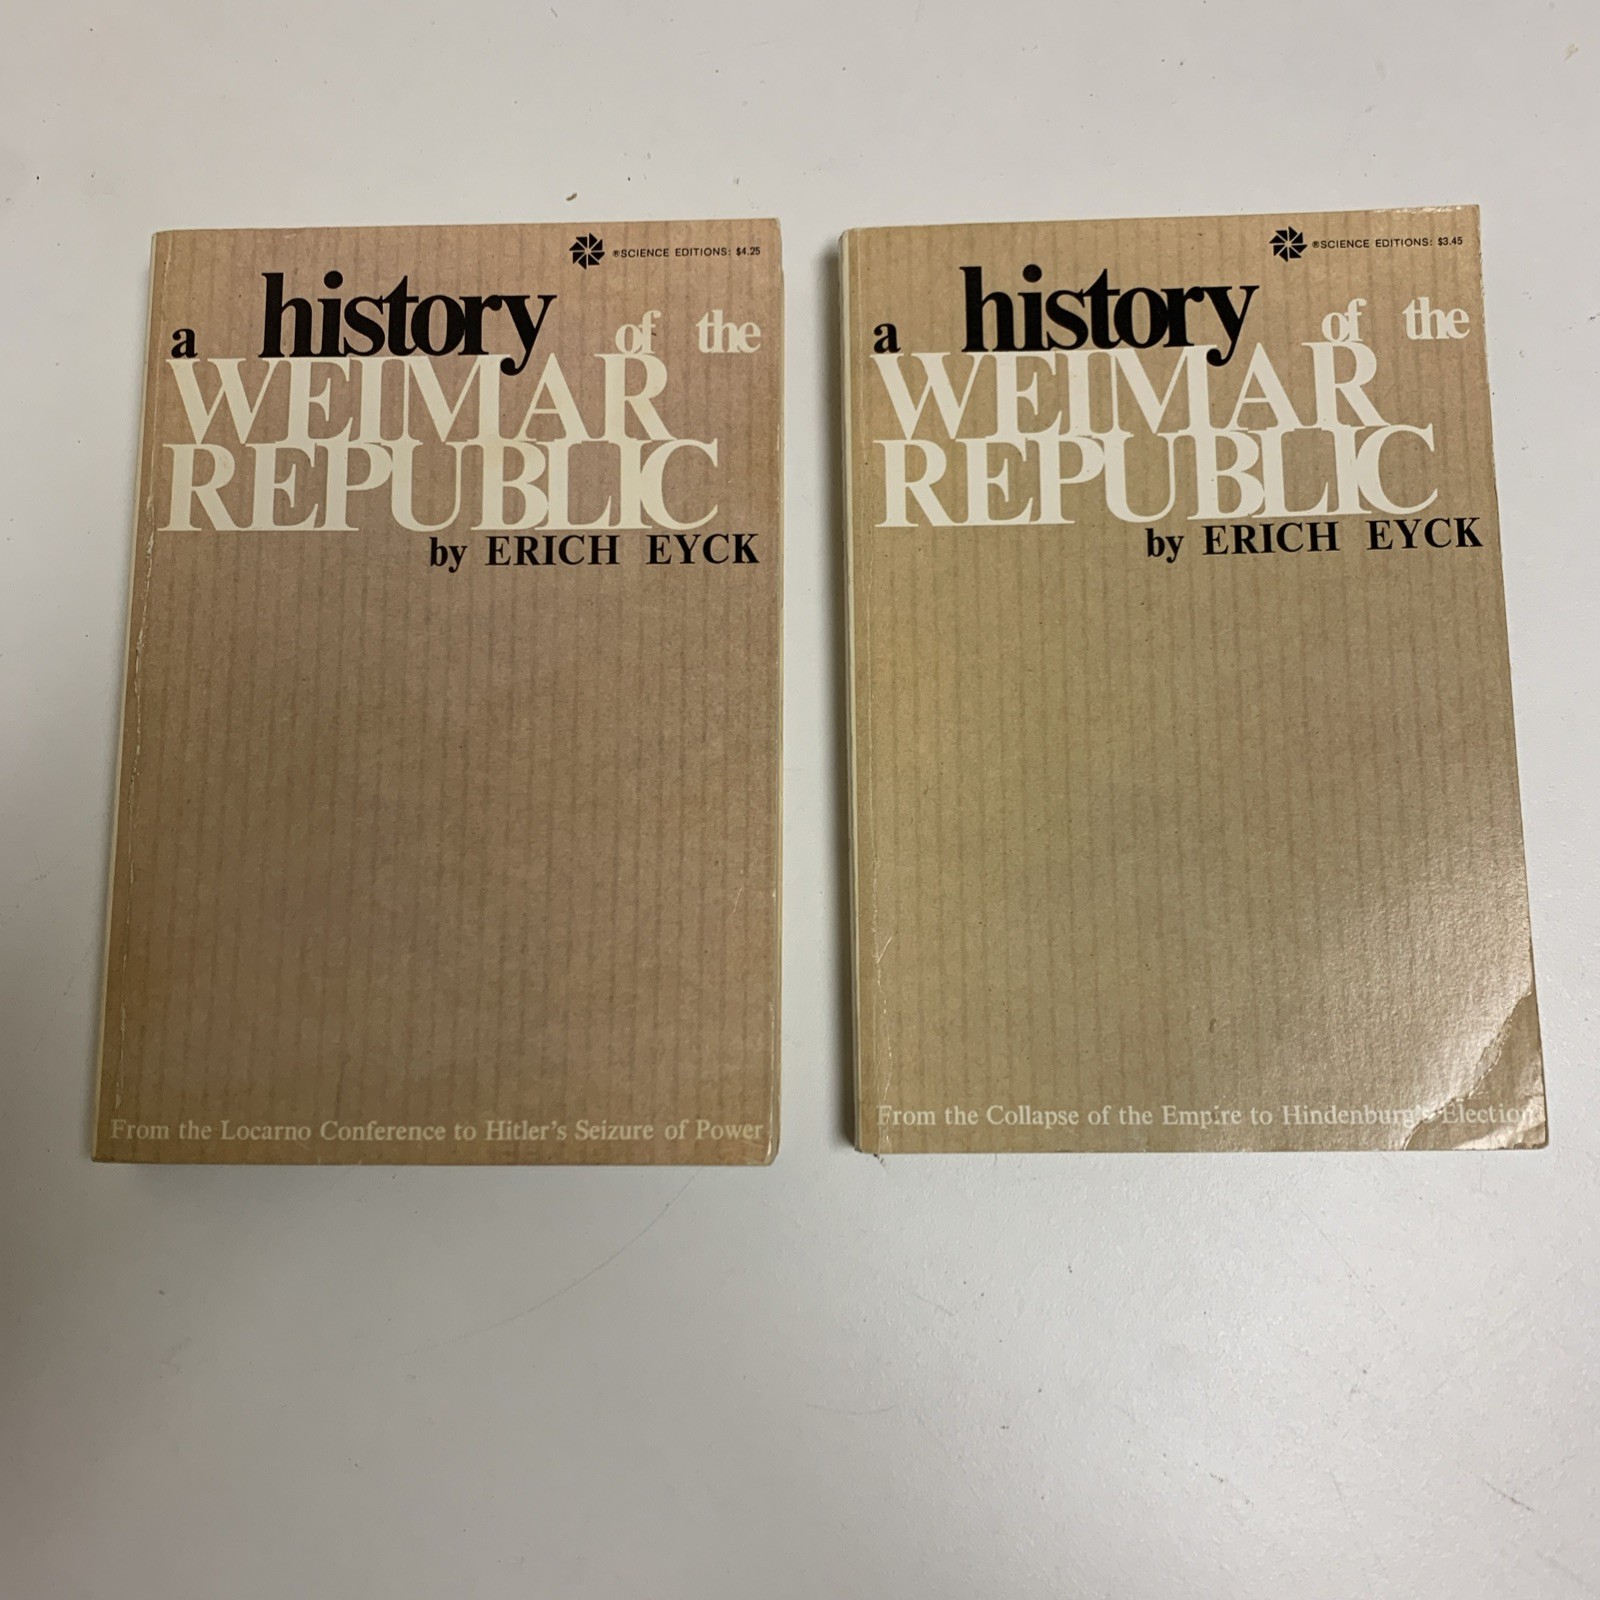 ®SCIENCE EDITIONS: $4.25
a history of the
WEIMAR
REPUBLIC
by ERICH EYCK
From the Locarno Conference to Hitler's Seizure of Power
®SCIENCE EDITIONS: $3.45
a history of the
WEIMAR
REPUBLIC
by ERICH EYCK
From the Collapse of the Empire to Hindenburg's Election